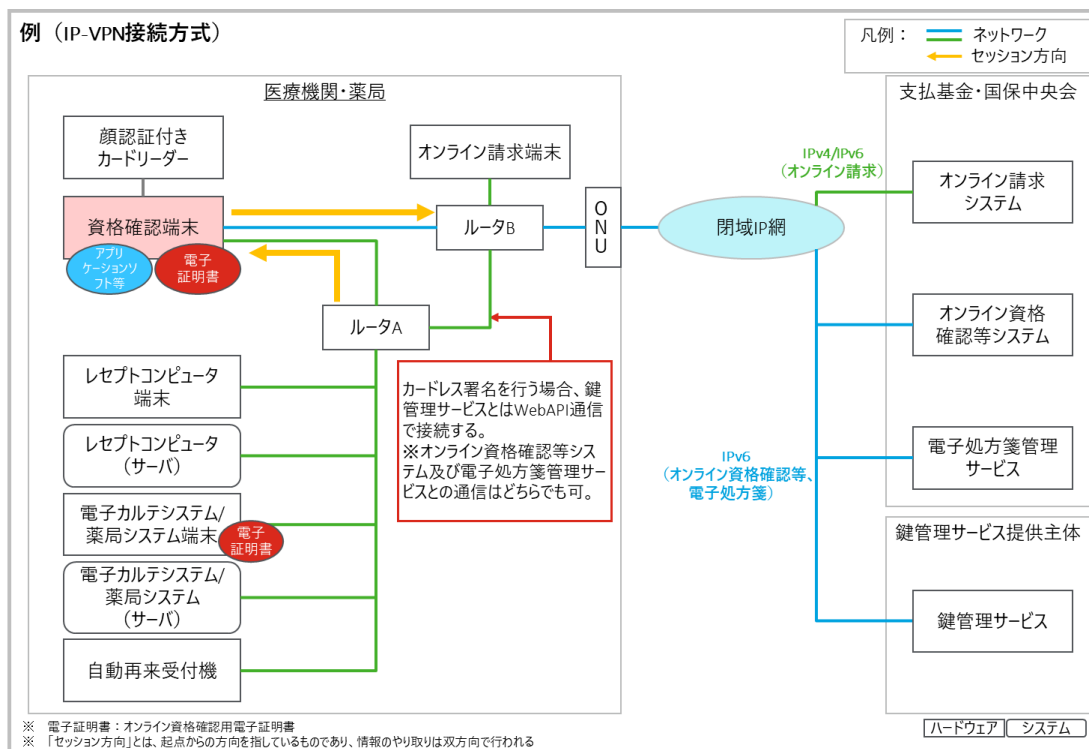 例（IP-VPN接続方式）
凡例：
ネットワーク
セッション方向
医療機関・薬局
支払基金・国保中央会
顔認証付き
カードリーダー
オンライン請求端末
IPv4/IPv6
（オンライン請求）
オンライン請求
システム
資格確認端末
ルータB
ONU
閉域IP網
アプリ
ケーションソ
フト等
電子
証明書
ルータA
オンライン資格
確認等システム
レセプトコンピュータ
端末
カードレス署名を行う場合、鍵
管理サービスとはWebAPI通信
で接続する。
※オンライン資格確認等シス
テム及び電子処方箋管理サー
ビスとの通信はどちらでも可。
レセプトコンピュータ
（サーバ）
IPv6
（オンライン資格確認等、
電子処方箋）
電子処方箋管理
サービス
電子カルテシステム/
薬局システム端末
電子
証明書
鍵管理サービス提供主体
電子カルテシステム/
薬局システム
（サーバ）
鍵管理サービス
自動再来受付機
※　電子証明書：オンライン資格確認用電子証明書
※　「セッション方向」とは、起点からの方向を指しているものであり、情報のやり取りは双方向で行われる
ハードウェア
システム